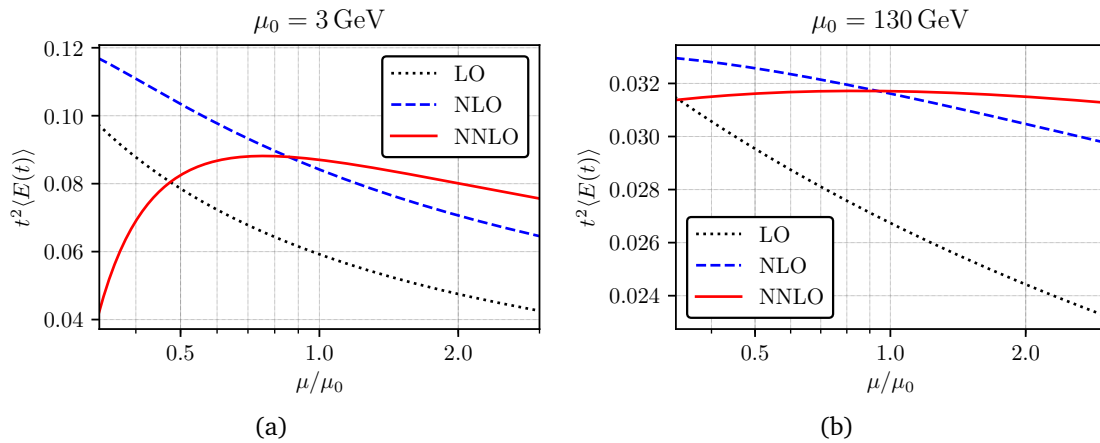 μ₀ = 3 GeV
0.12
0.10
0.08
0.06
0.04
t²⟨E(t)⟩
LO
NLO
NNLO
0.5
1.0
2.0
μ/μ₀
(a)
μ₀ = 130 GeV
0.032
0.030
0.028
0.026
0.024
t²⟨E(t)⟩
LO
NLO
NNLO
0.5
1.0
2.0
μ/μ₀
(b)